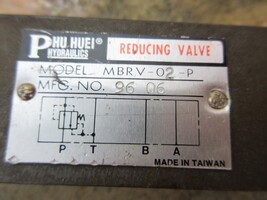 PHU HUEI
HYDRAULICS
REDUCING VALVE
MODEL MBRV-02-P
MFG. NO. 96 06
P T B A
MADE IN TAIWAN